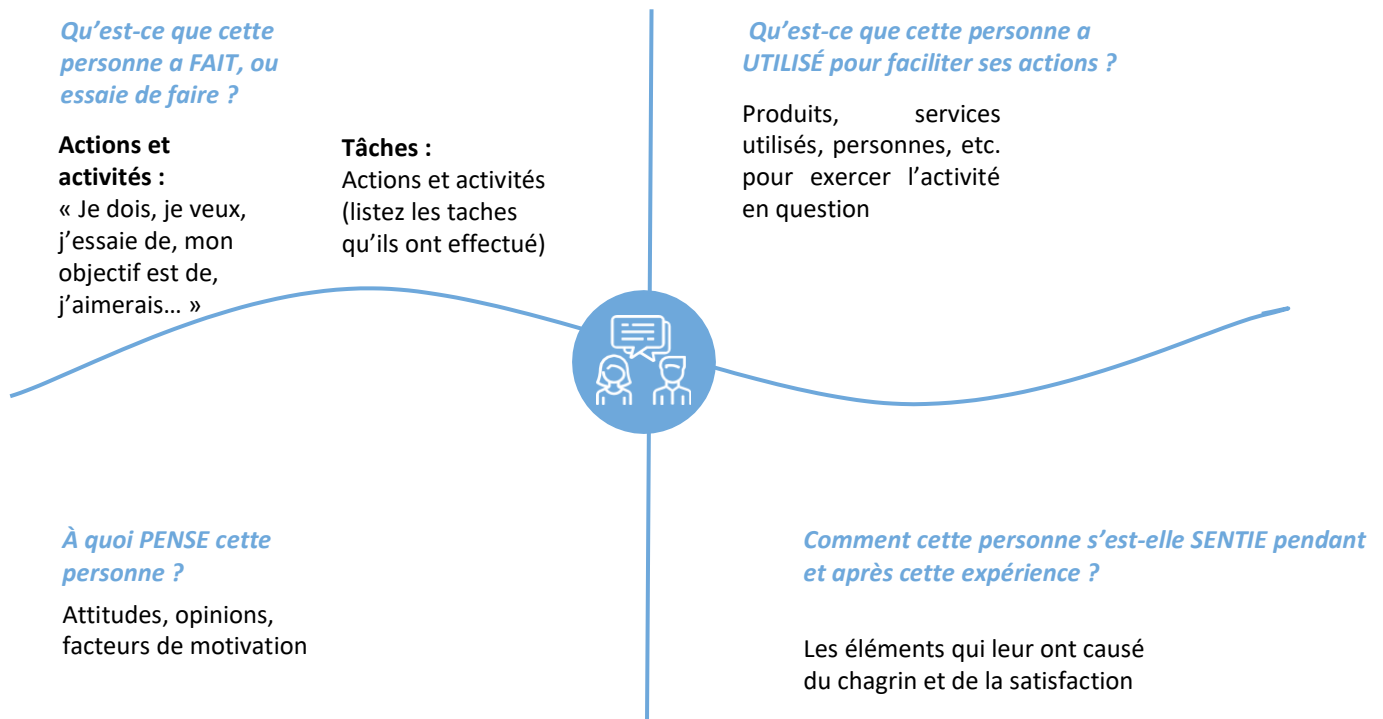 Qu'est-ce que cette
personne a FAIT, ou
essaie de faire ?
Actions et
activités :
« Je dois, je veux,
j'essaie de, mon
objectif est de,
j'aimerais… »
Tâches :
Actions et activités
(listez les taches
qu'ils ont effectué)
Qu'est-ce que cette personne a
UTILISÉ pour faciliter ses actions ?
Produits, services
utilisés, personnes, etc.
pour exercer l'activité
en question
À quoi PENSE cette
personne ?
Attitudes, opinions,
facteurs de motivation
Comment cette personne s'est-elle SENTIE pendant
et après cette expérience ?
Les éléments qui leur ont causé
du chagrin et de la satisfaction